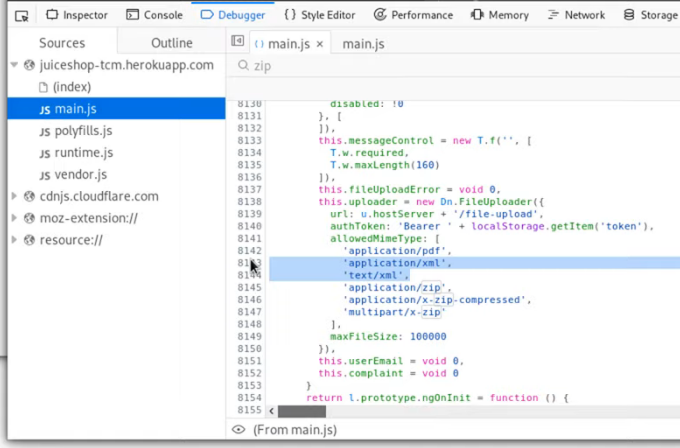 Inspector Console Debugger Style Editor Performance Memory Network Storage
Sources Outline
main.js × main.js
juiceshop-tcm.herokuapp.com
(index)
JS main.js
JS polyfills.js
JS runtime.js
JS vendor.js
cdnjs.cloudflare.com
moz-extension://
resource://
zip
8130 disabled: !0
8131 }, [
8132 ]),
8133 this.messageControl = new T.f('', [
8134 T.w.required,
8135 T.w.maxLength(160)
8136 ]),
8137 this.fileUploadError = void 0,
8138 this.uploader = new Dn.FileUploader({
8139 url: u.hostServer + '/file-upload',
8140 authToken: 'Bearer ' + localStorage.getItem('token'),
8141 allowedMimeType: [
8142 'application/pdf',
8143 'application/xml',
8144 'text/xml',
8145 'application/zip',
8146 'application/x-zip-compressed',
8147 'multipart/x-zip'
8148 ],
8149 maxFileSize: 100000
8150 }),
8151 this.userEmail = void 0,
8152 this.complaint = void 0
8153 }
8154 return l.prototype.ngOnInit = function () {
8155
(From main.js)